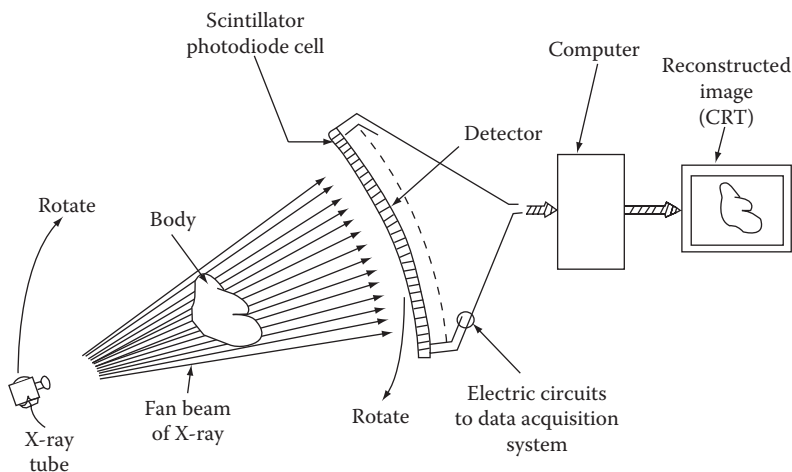 Scintillator
photodiode cell
Computer
Reconstructed
image
(CRT)
Detector
Rotate
Body
Fan beam
of X-ray
Rotate
Electric circuits
to data acquisition
system
X-ray
tube